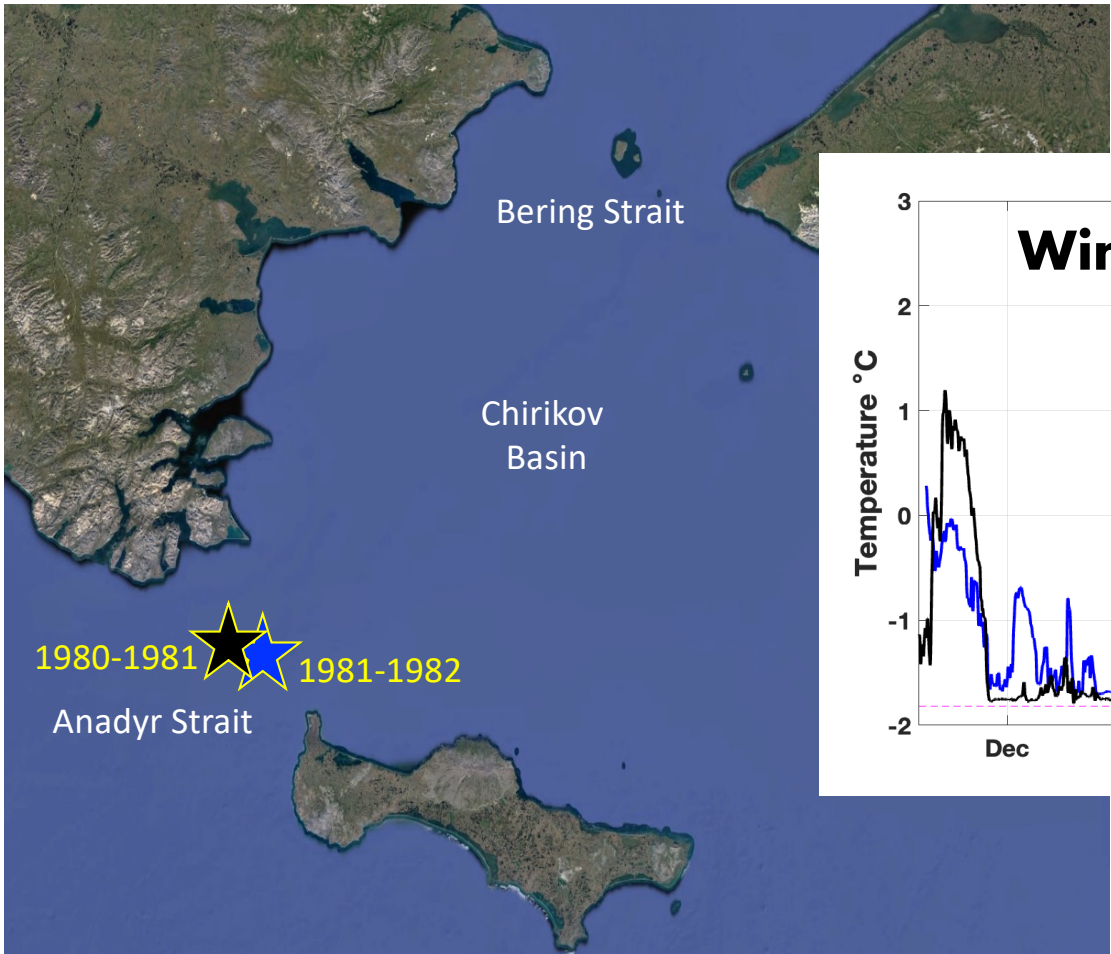 Bering Strait
Chirikov
Basin
1980-1981
1981-1982
Anadyr Strait
3
2
1
0
-1
-2
Temperature °C
Dec